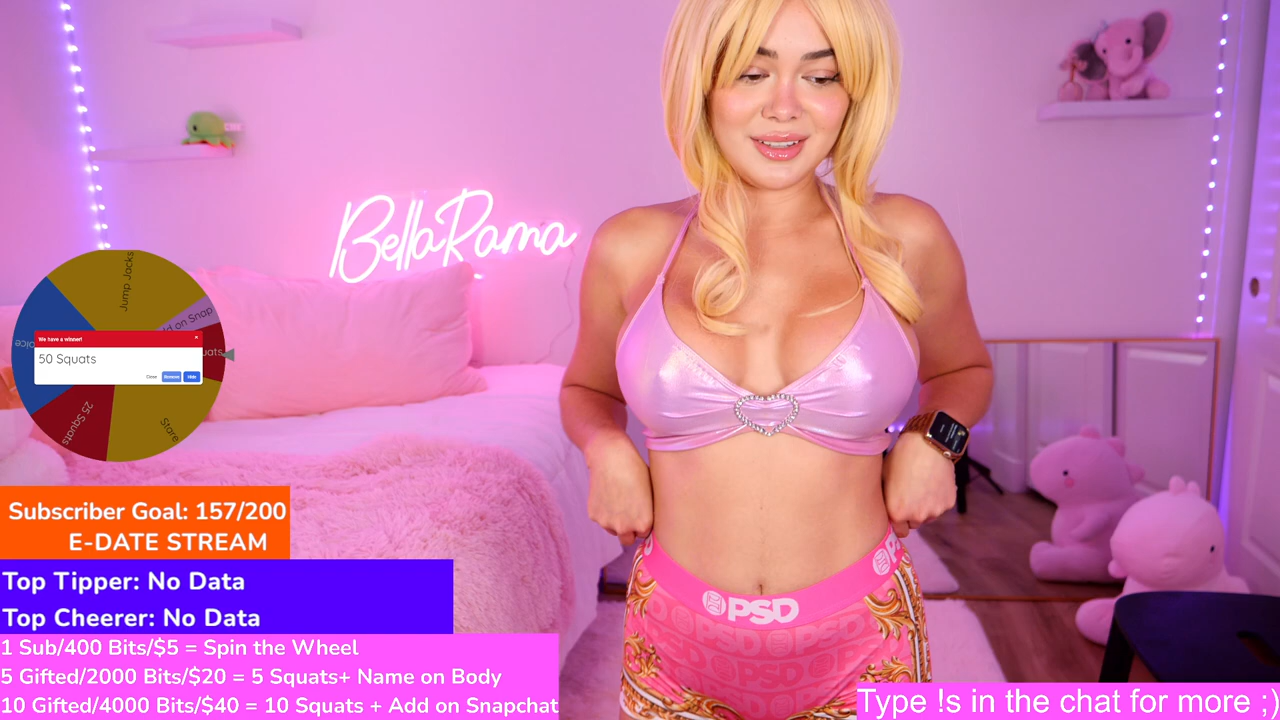 BellaRama
Jump Jacks
dd on Snap
uats
We have a winner!
50 Squats
Close
Remove
Hide
25 Squats
Stare
Subscriber Goal: 157/200
E-DATE STREAM
Top Tipper: No Data
Top Cheerer: No Data
1 Sub/400 Bits/$5 = Spin the Wheel
5 Gifted/2000 Bits/$20 = 5 Squats+ Name on Body
10 Gifted/4000 Bits/$40 = 10 Squats + Add on Snapchat
PSD
Type !s in the chat for more ;)